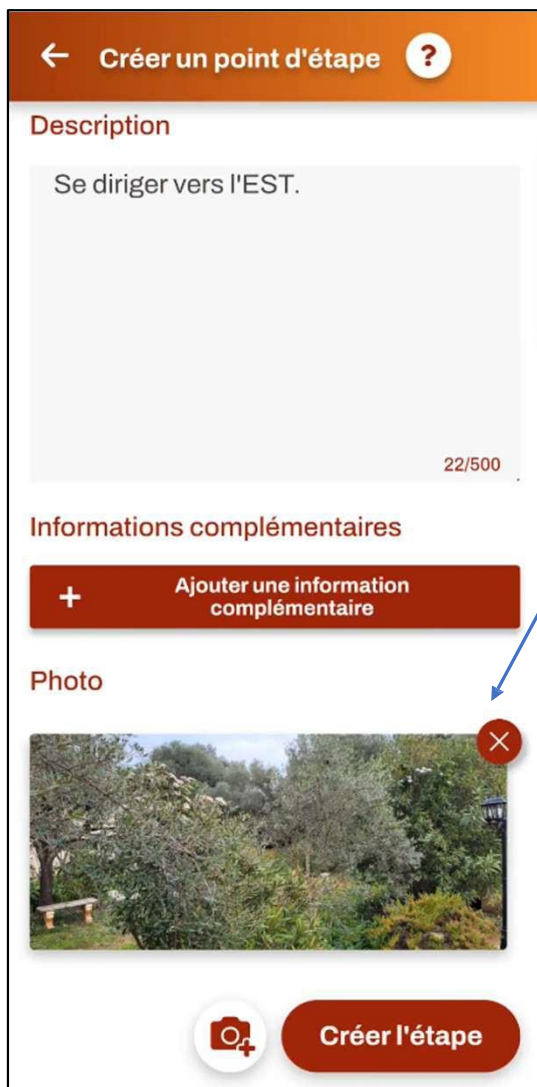 Créer un point d'étape ?
Description
Se diriger vers l'EST.
22/500
Informations complémentaires
+ Ajouter une information
complémentaire
Photo
Créer l'étape